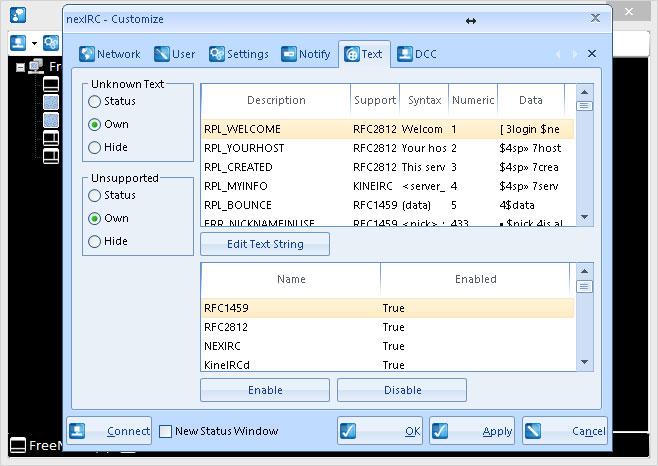 nexIRC - Customize
Network User Settings Notify Text DCC
Unknown Text
Status
Own
Hide
Unsupported
Status
Own
Hide
Description Support Syntax Numeric Data
RPL_WELCOME RFC2812 Welcom 1 [ 3login $ne
RPL_YOURHOST RFC2812 Your hos 2 $4sp» 7host
RPL_CREATED RFC2812 This serv 3 $4sp» 7crea
RPL_MYINFO KINEIRC <server_ 4 $4sp» 7serv
RPL_BOUNCE RFC1459 (data) 5 4$data
ERR_NICKNAMEINUSE RFC1459 <nick> : 433 ▪ $nick 4is al
Edit Text String
Name Enabled
RFC1459 True
RFC2812 True
NEXIRC True
KineIRCd True
Enable Disable
Connect New Status Window OK Apply Cancel
Fr
FreeN